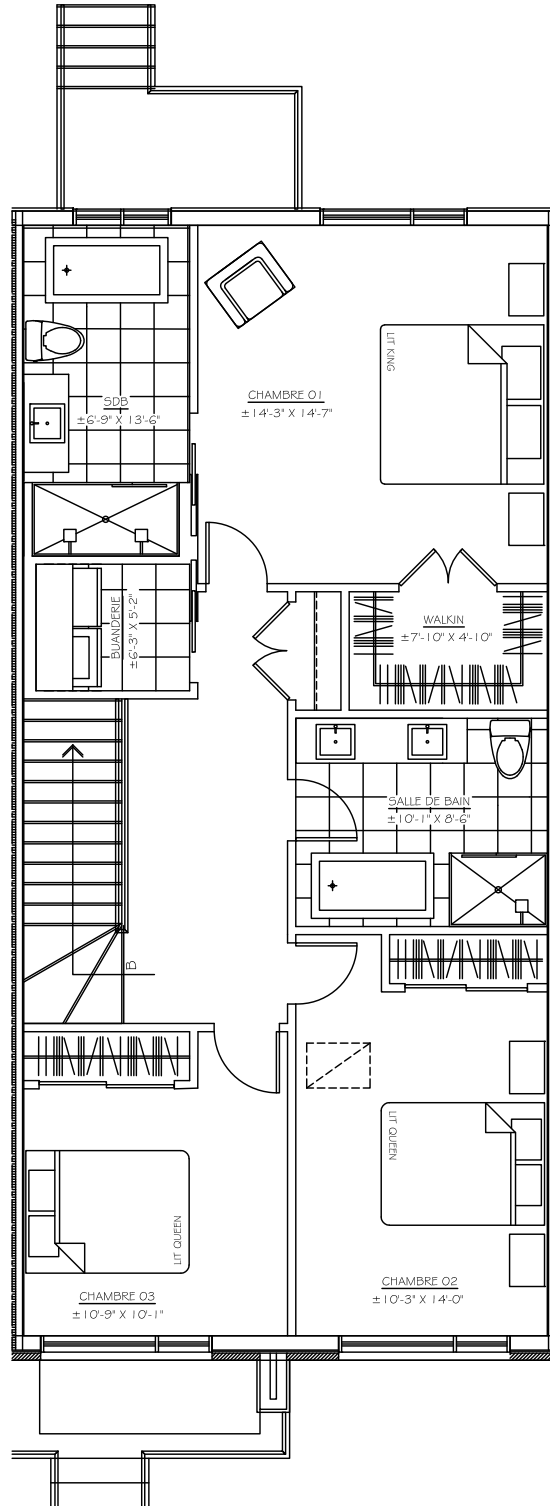 SDB
±6'-9" X 13'-6"
CHAMBRE 01
±14'-3" X 14'-7"
LIT KING
BUANDERIE
±6'-3" X 5'-2"
WALKIN
±7'-10" X 4'-10"
SALLE DE BAIN
±10'-1" X 8'-6"
B
LIT QUEEN
LIT QUEEN
CHAMBRE 02
±10'-3" X 14'-0"
CHAMBRE 03
±10'-9" X 10'-1"